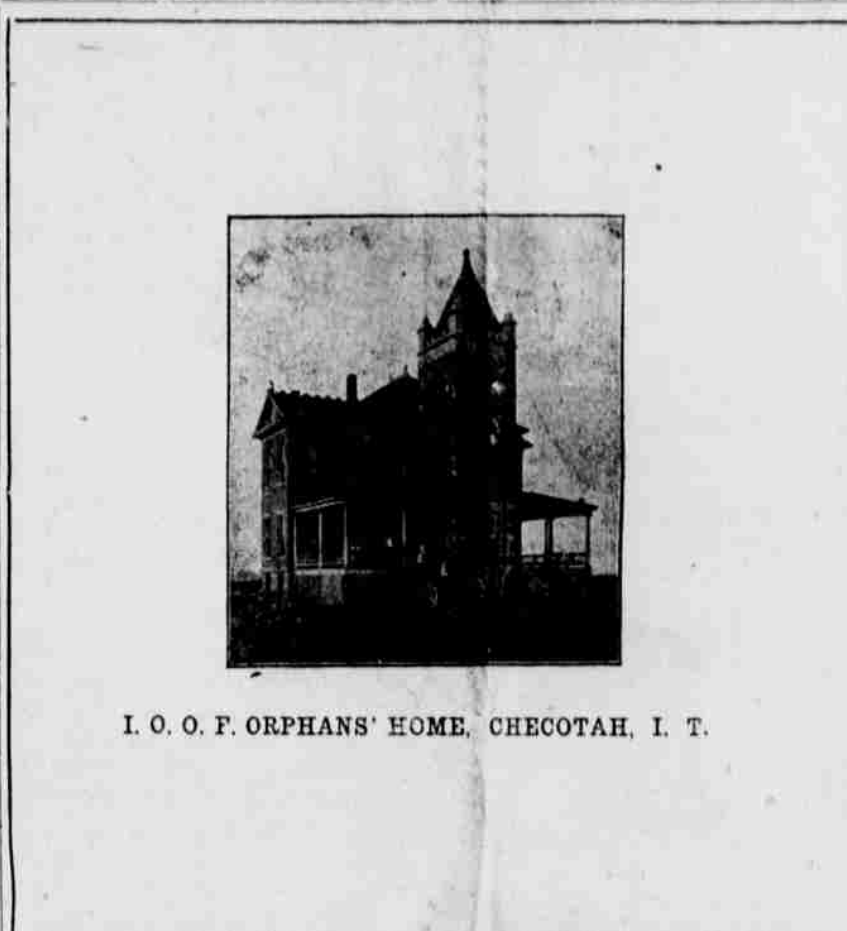 I. O. O. F. ORPHANS' HOME, CHECOTAH, I. T.